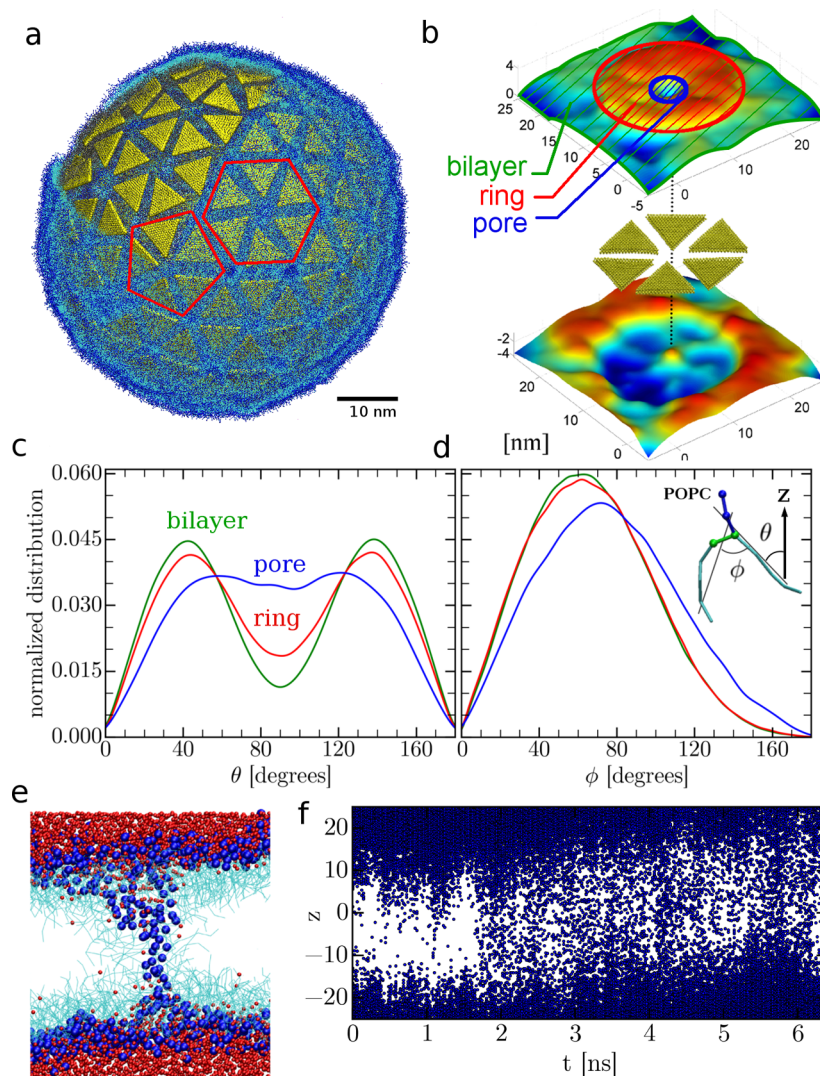 a
10 nm
b
4
0
25
20
15
10
5
0
-5
0
10
20
bilayer
ring
pore
-2
-4
20
10
0
0
10
20
[nm]
c
normalized distribution
0.060
0.045
0.030
0.015
0.000
bilayer
pore
ring
0 40 80 120 160
θ [degrees]
d
POPC
Z
θ
ϕ
0 40 80 120 160
ϕ [degrees]
e
f
z
20
10
0
−10
−20
0 1 2 3 4 5 6
t [ns]